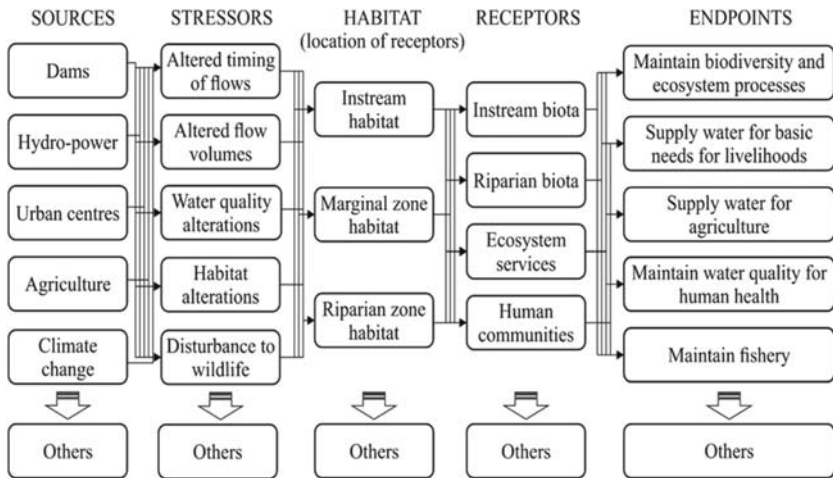 SOURCES
Dams
Hydro-power
Urban centres
Agriculture
Climate
change
Others
STRESSORS
Altered timing
of flows
Altered flow
volumes
Water quality
alterations
Habitat
alterations
Disturbance to
wildlife
Others
HABITAT
(location of receptors)
Instream
habitat
Marginal zone
habitat
Riparian zone
habitat
Others
RECEPTORS
Instream biota
Riparian biota
Ecosystem
services
Human
communities
Others
ENDPOINTS
Maintain biodiversity and
ecosystem processes
Supply water for basic
needs for livelihoods
Supply water for
agriculture
Maintain water quality for
human health
Maintain fishery
Others